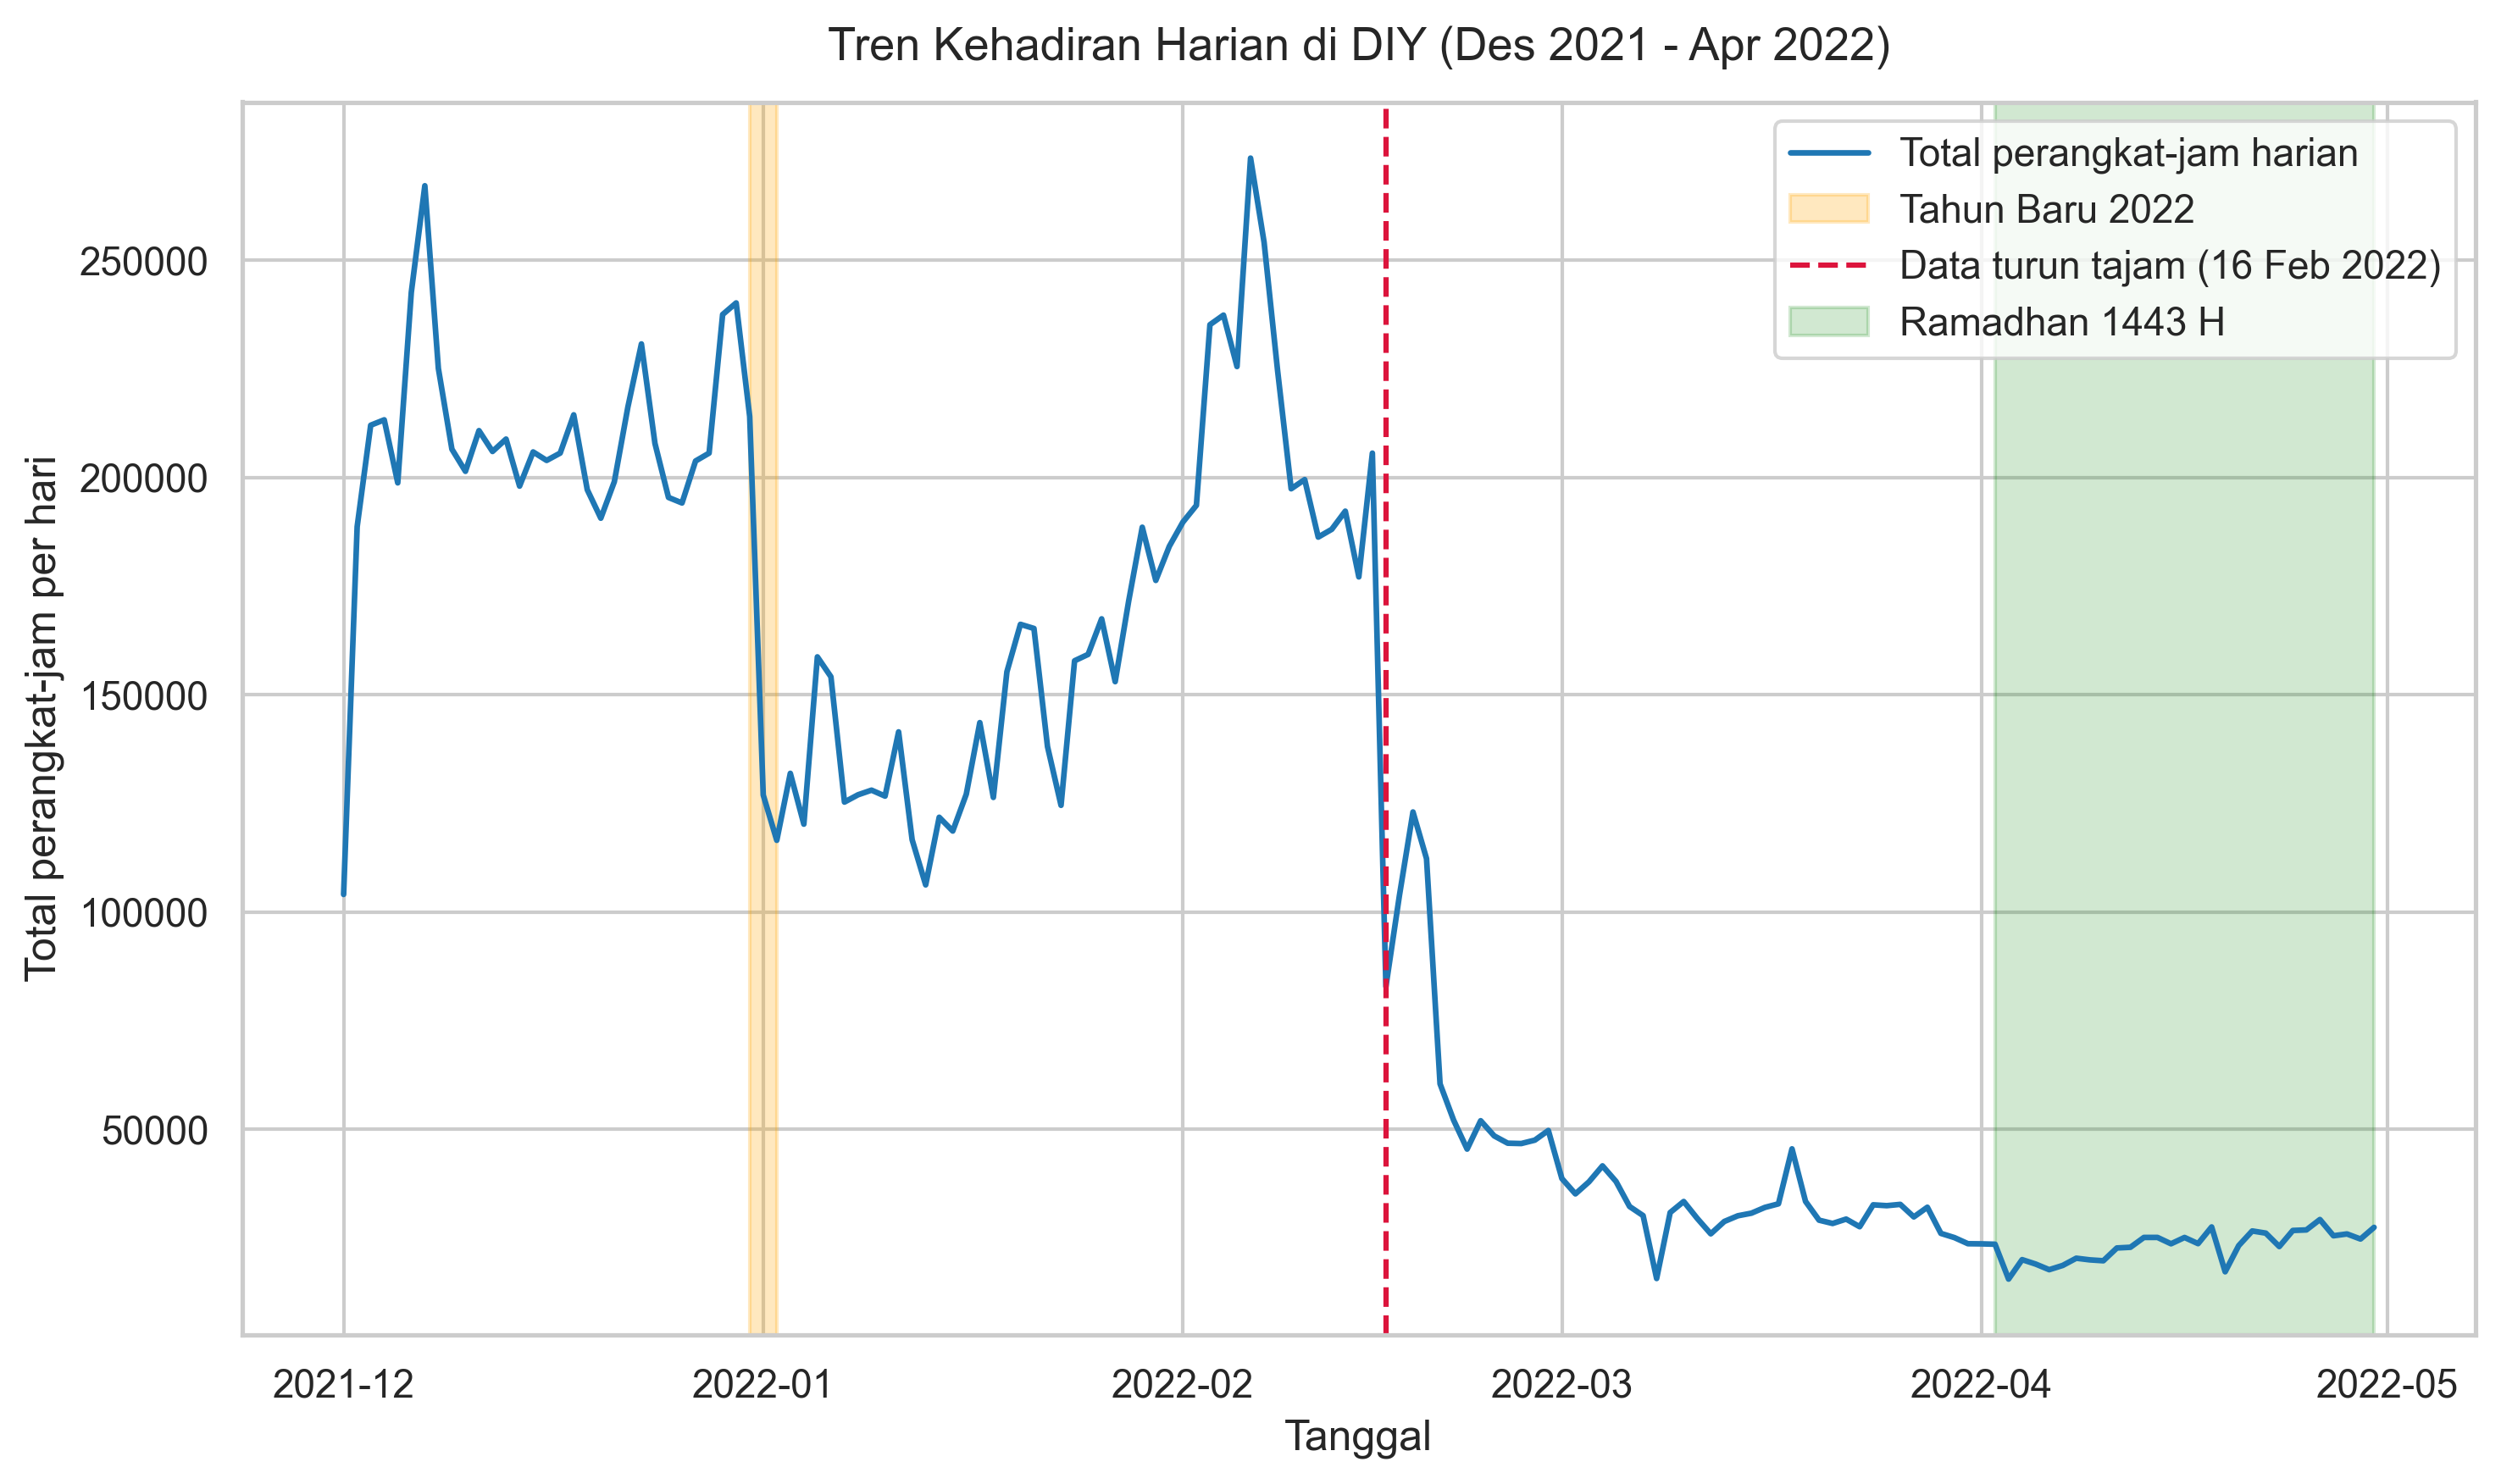 Tren Kehadiran Harian di DIY (Des 2021 - Apr 2022)
Total perangkat-jam harian
Tahun Baru 2022
Data turun tajam (16 Feb 2022)
Ramadhan 1443 H
Total perangkat-jam per hari
250000
200000
150000
100000
50000
2021-12
2022-01
2022-02
2022-03
2022-04
2022-05
Tanggal